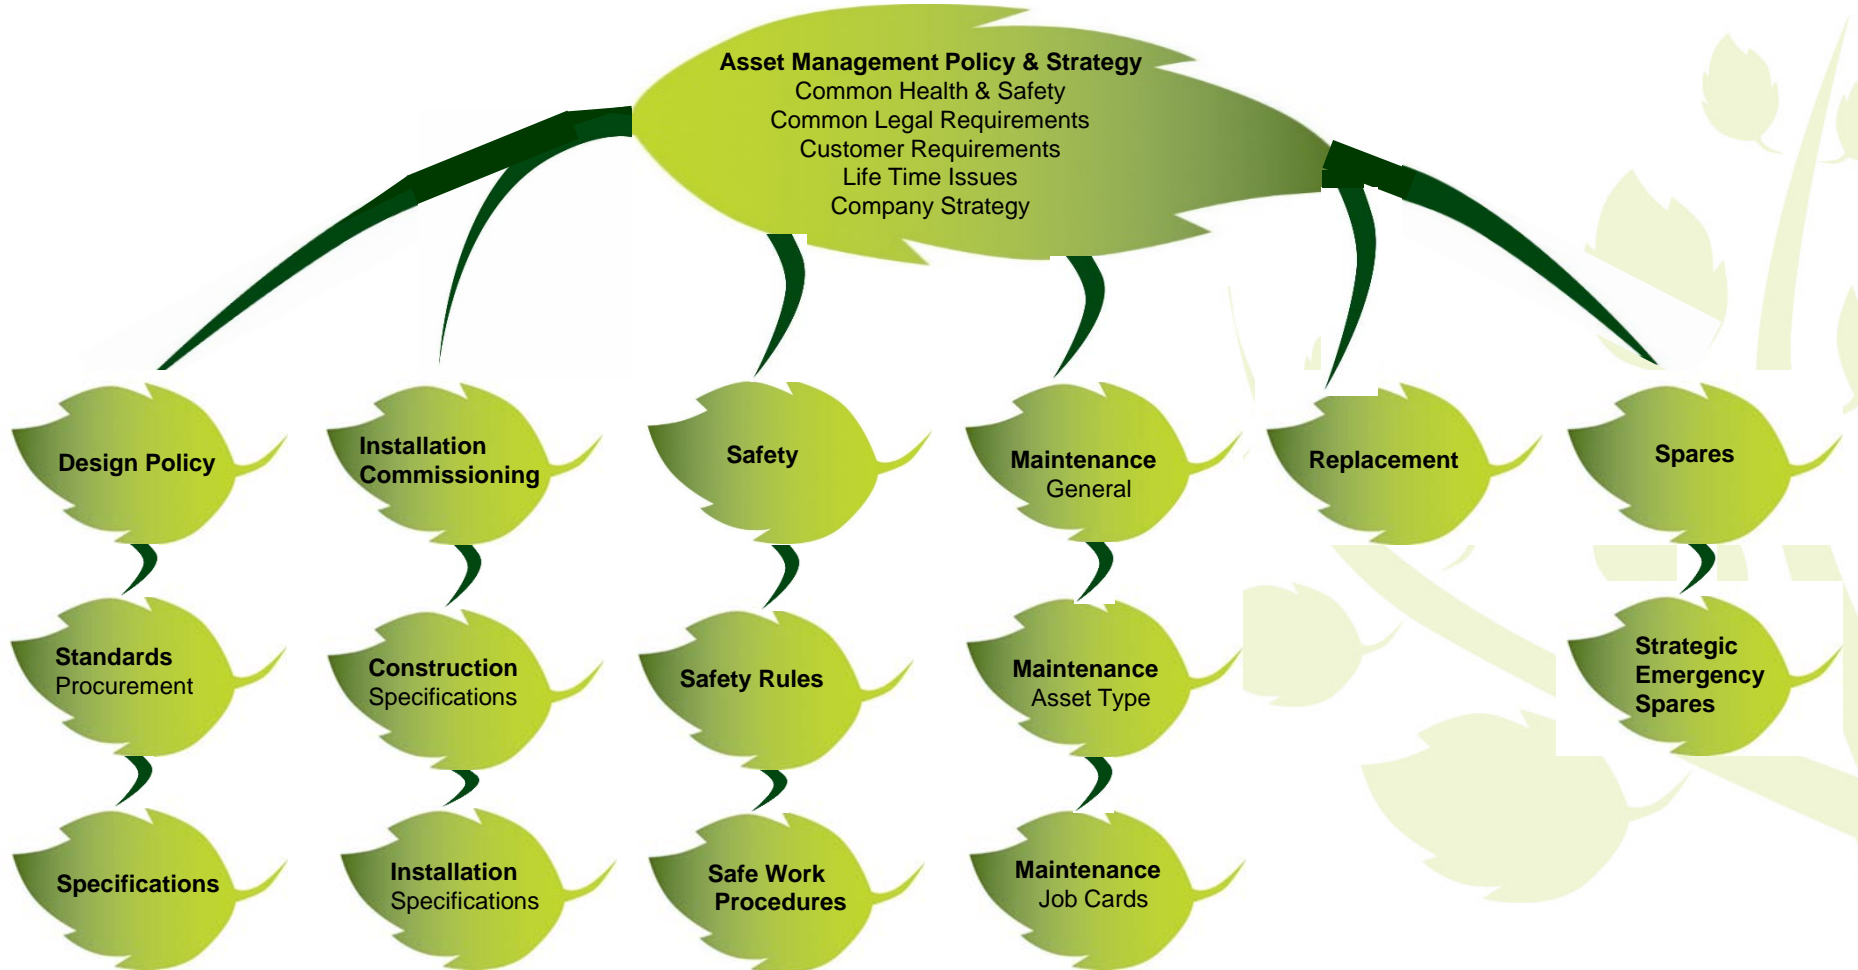 Asset Management Policy & Strategy
Common Health & Safety
Common Legal Requirements
Customer Requirements
Life Time Issues
Company Strategy
Design Policy
Installation
Commissioning
Safety
Maintenance
General
Replacement
Spares
Standards
Procurement
Construction
Specifications
Safety Rules
Maintenance
Asset Type
Strategic
Emergency
Spares
Specifications
Installation
Specifications
Safe Work
Procedures
Maintenance
Job Cards